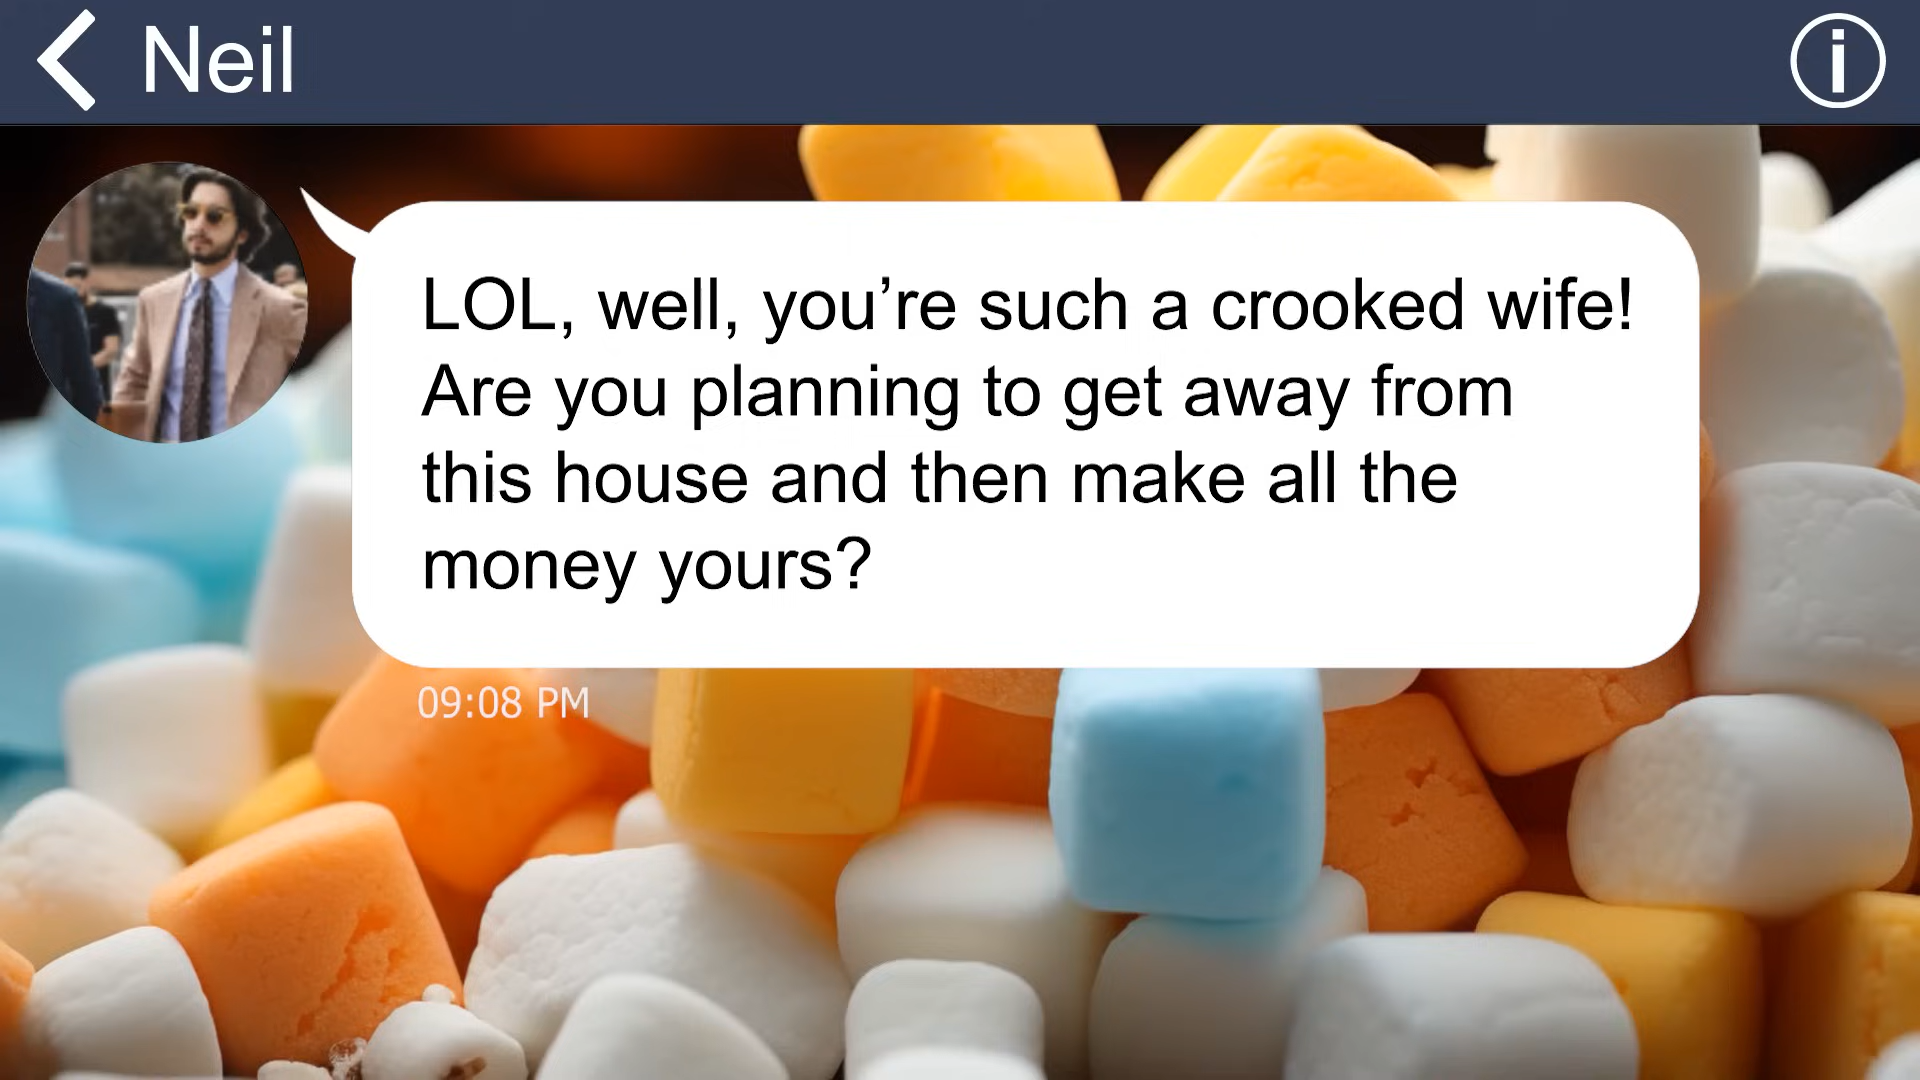 Neil
LOL, well, you’re such a crooked wife!
Are you planning to get away from
this house and then make all the
money yours?
09:08 PM